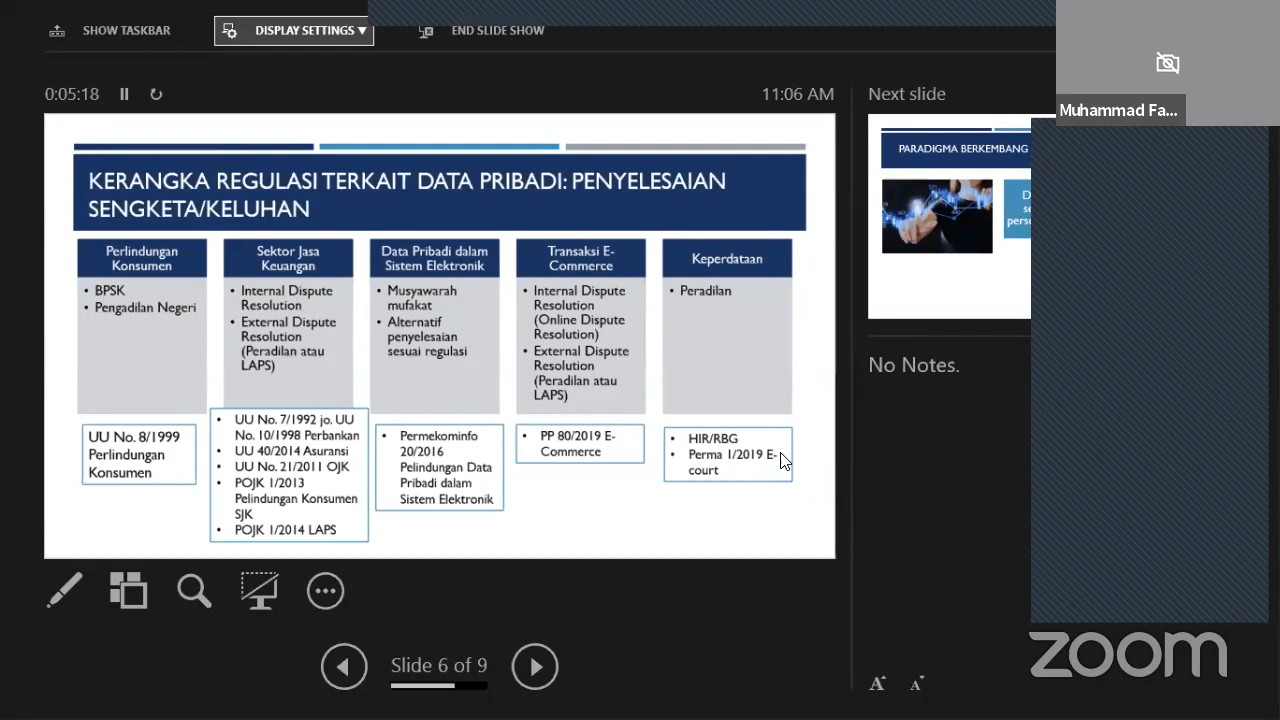 SHOW TASKBAR
DISPLAY SETTINGS ▼
END SLIDE SHOW
0:05:18
11:06 AM
Next slide
Muhammad Fa...
KERANGKA REGULASI TERKAIT DATA PRIBADI: PENYELESAIAN
SENGKETA/KELUHAN
Perlindungan
Konsumen
• BPSK
• Pengadilan Negeri
UU No. 8/1999
Perlindungan
Konsumen
Sektor Jasa
Keuangan
• Internal Dispute
Resolution
• External Dispute
Resolution
(Peradilan atau
LAPS)
• UU No. 7/1992 jo. UU
No. 10/1998 Perbankan
• UU 40/2014 Asuransi
• UU No. 21/2011 OJK
• POJK 1/2013
Pelindungan Konsumen
SJK
• POJK 1/2014 LAPS
Data Pribadi dalam
Sistem Elektronik
• Musyawarah
mufakat
• Alternatif
penyelesaian
sesuai regulasi
• Permekominfo
20/2016
Pelindungan Data
Pribadi dalam
Sistem Elektronik
Transaksi E-
Commerce
• Internal Dispute
Resolution
(Online Dispute
Resolution)
• External Dispute
Resolution
(Peradilan atau
LAPS)
• PP 80/2019 E-
Commerce
Keperdataan
• Peradilan
• HIR/RBG
• Perma 1/2019 E-
court
PARADIGMA BERKEMBANG
No Notes.
Slide 6 of 9
A A
zoom